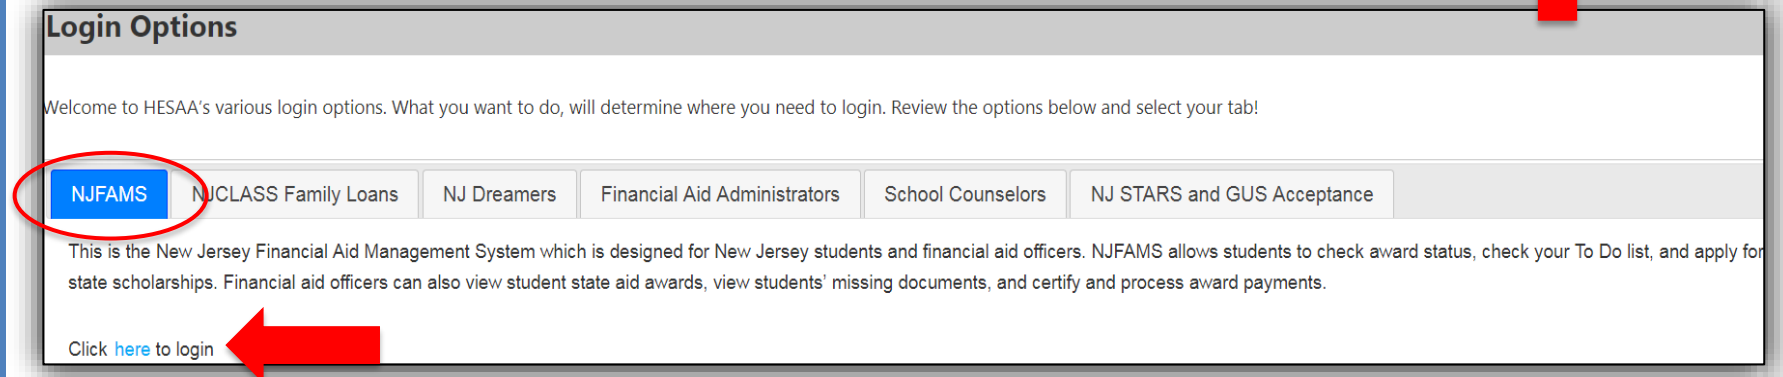 Login Options
Welcome to HESAA's various login options. What you want to do, will determine where you need to login. Review the options below and select your tab!
NJFAMS NJCLASS Family Loans NJ Dreamers Financial Aid Administrators School Counselors NJ STARS and GUS Acceptance
This is the New Jersey Financial Aid Management System which is designed for New Jersey students and financial aid officers. NJFAMS allows students to check award status, check your To Do list, and apply for
state scholarships. Financial aid officers can also view student state aid awards, view students' missing documents, and certify and process award payments.
Click here to login